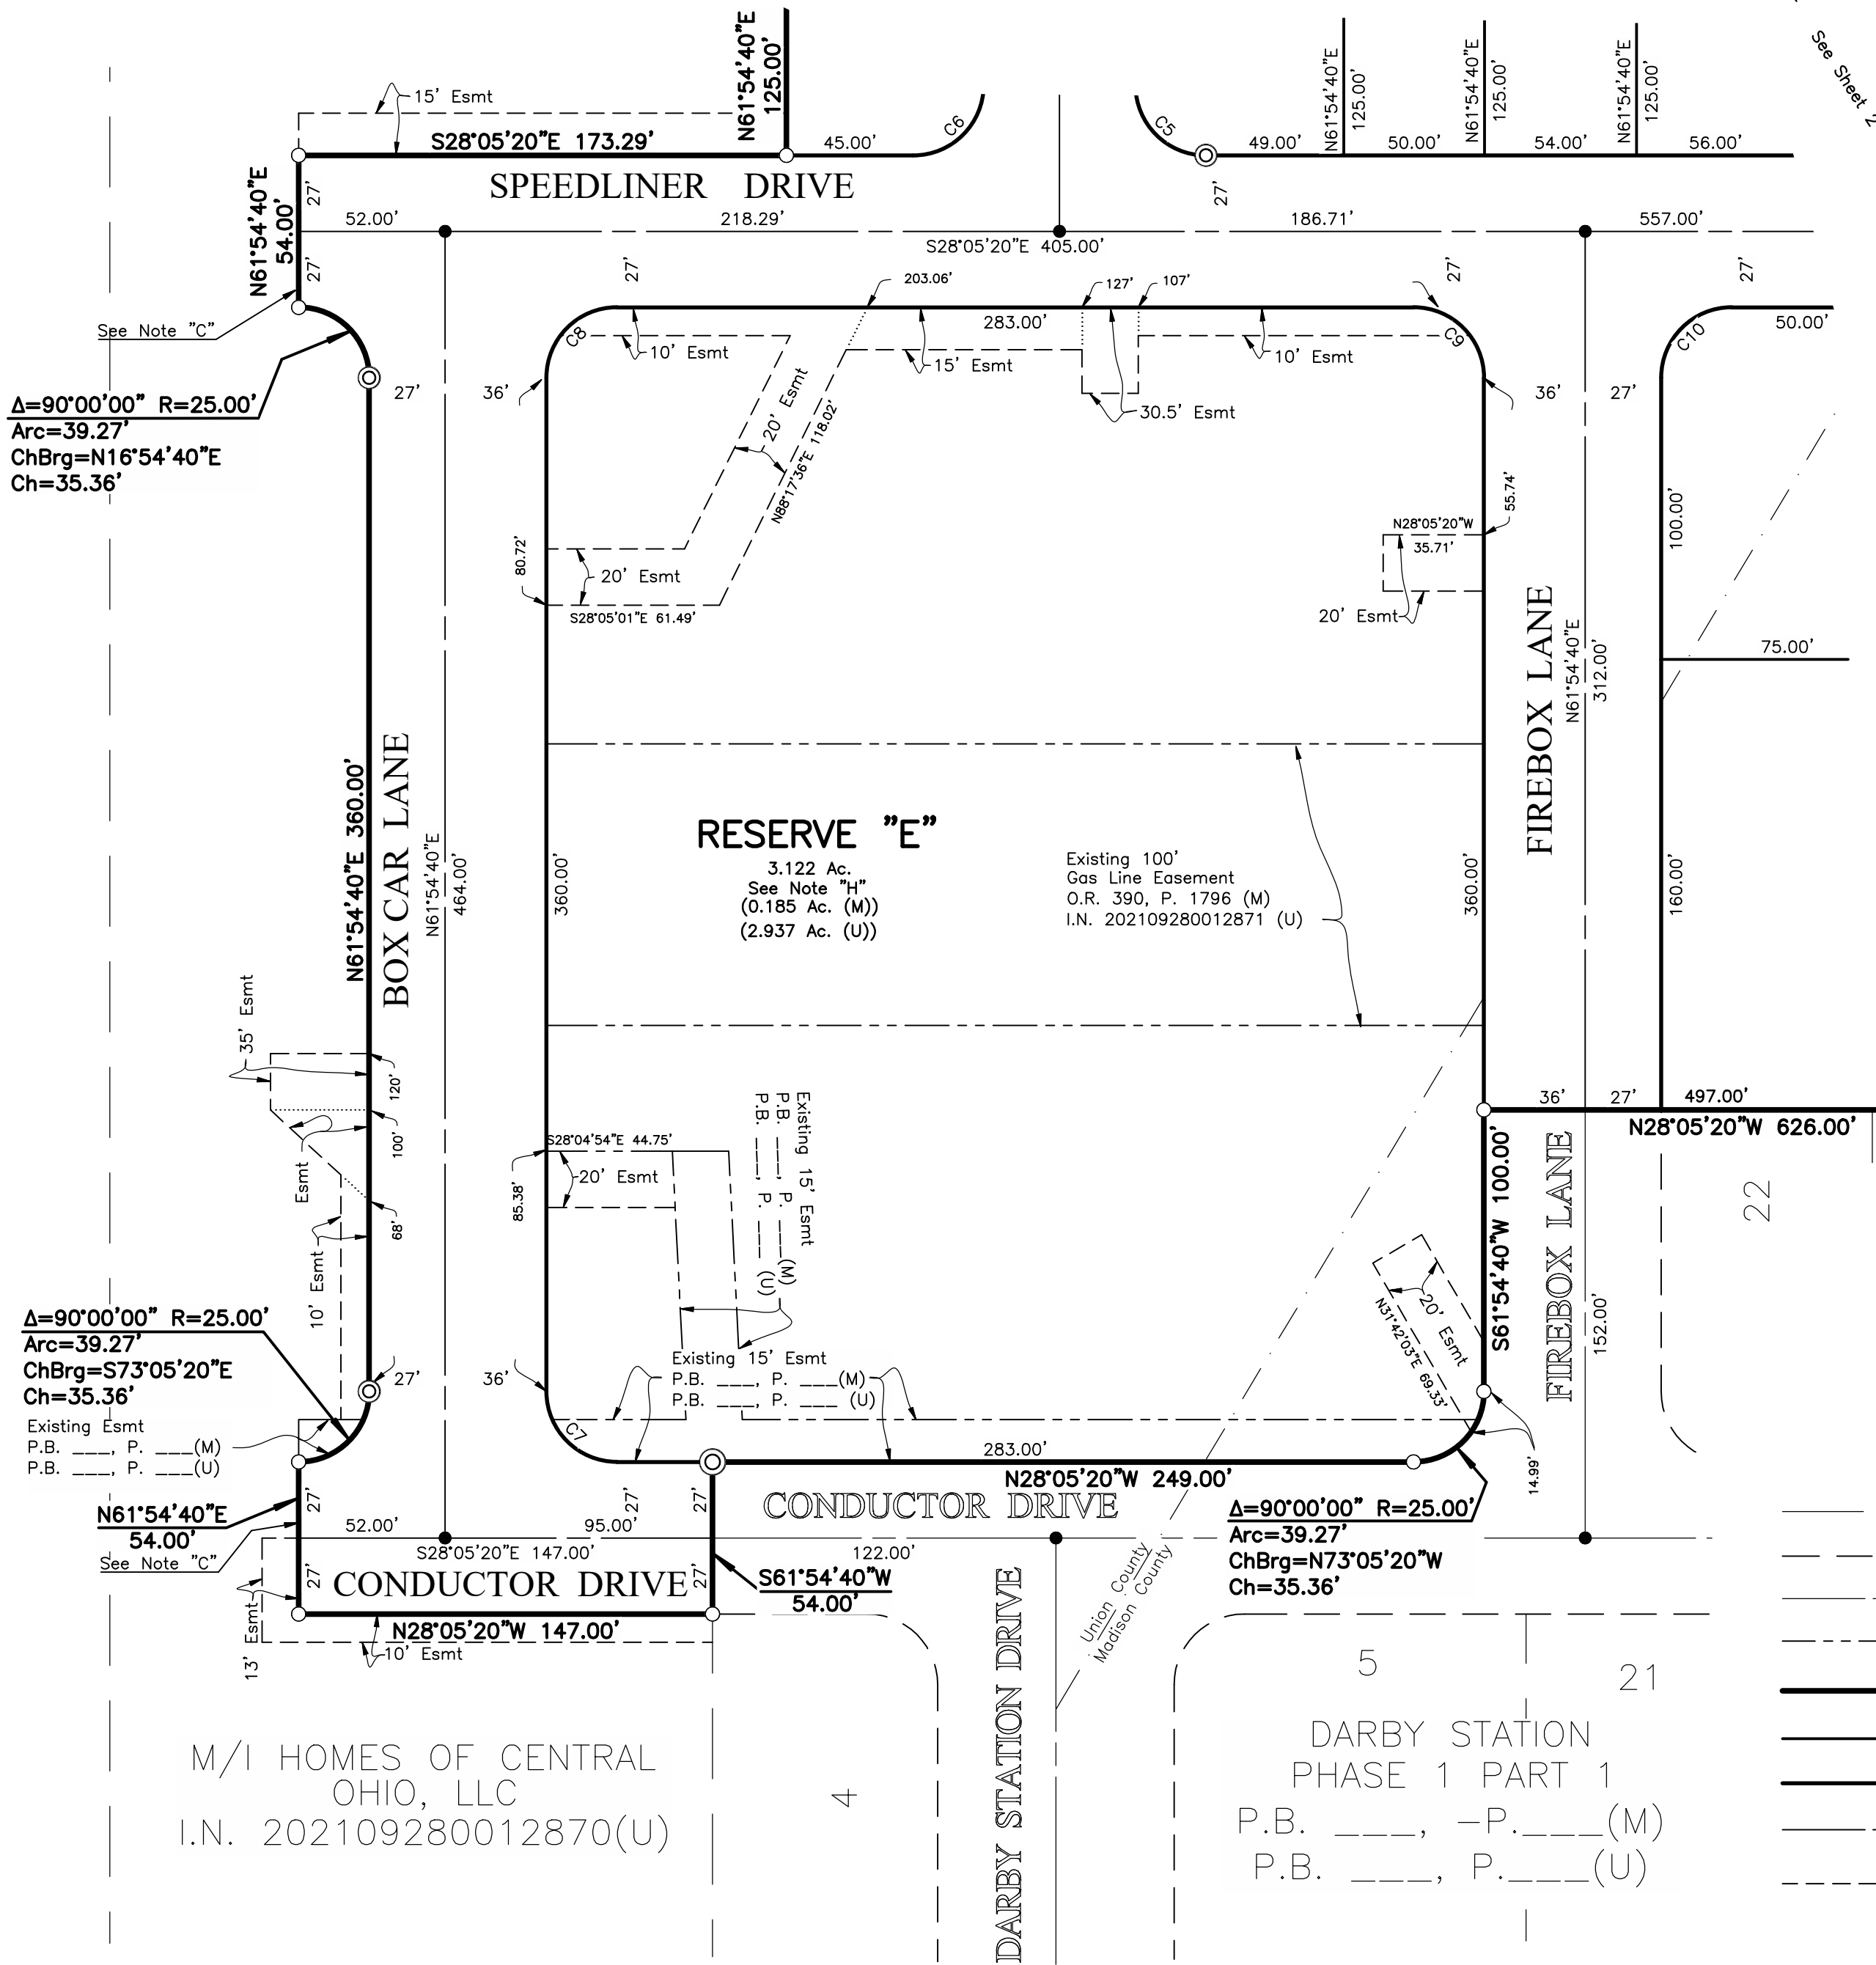 N61°54'40"E
125.00'
15' Esmt
S28°05'20"E 173.29'
45.00'
C6
C5
49.00'
N61°54'40"E
125.00'
50.00'
N61°54'40"E
125.00'
54.00'
N61°54'40"E
125.00'
56.00'
See Sheet 2
SPEEDLINER DRIVE
N61°54'40"E
54.00'
27'
27'
52.00'
218.29'
27'
186.71'
557.00'
S28°05'20"E 405.00'
27'
27'
27'
See Note "C"
203.06'
127'
107'
283.00'
50.00'
C8
10' Esmt
15' Esmt
10' Esmt
C9
C10
30.5' Esmt
27'
36'
36'
27'
Δ=90°00'00" R=25.00'
Arc=39.27'
ChBrg=N16°54'40"E
Ch=35.36'
20' Esmt
N88°17'36"E 118.02'
80.72'
20' Esmt
S28°05'01"E 61.49'
55.74'
N28°05'20"W
35.71'
20' Esmt
100.00'
75.00'
FIREBOX LANE
N61°54'40"E
312.00'
N61°54'40"E 360.00'
BOX CAR LANE
N61°54'40"E
464.00'
360.00'
RESERVE "E"
3.122 Ac.
See Note "H"
(0.185 Ac. (M))
(2.937 Ac. (U))
Existing 100'
Gas Line Easement
O.R. 390, P. 1796 (M)
I.N. 202109280012871 (U)
360.00'
160.00'
35' Esmt
120'
100'
Esmt
68'
10' Esmt
S28°04'54"E 44.75'
20' Esmt
85.38'
Existing 15' Esmt
P.B. ___, P. ___(M)
P.B. ___, P. ___ (U)
36'
27'
497.00'
N28°05'20"W 626.00'
S61°54'40"W 100.00'
FIREBOX LANE
152.00'
22
20' Esmt
N31°42'03"E 69.33'
Δ=90°00'00" R=25.00'
Arc=39.27'
ChBrg=S73°05'20"E
Ch=35.36'
27'
36'
Existing 15' Esmt
P.B. ___, P. ___(M)
P.B. ___, P. ___ (U)
Existing Esmt
P.B. ___, P. ___(M)
P.B. ___, P. ___(U)
C7
283.00'
N28°05'20"W 249.00'
14.99'
N61°54'40"E
54.00'
See Note "C"
27'
27'
27'
27'
27'
CONDUCTOR DRIVE
52.00'
95.00'
S28°05'20"E 147.00'
122.00'
CONDUCTOR DRIVE
S61°54'40"W
54.00'
Δ=90°00'00" R=25.00'
Arc=39.27'
ChBrg=N73°05'20"W
Ch=35.36'
N28°05'20"W 147.00'
13' Esmt
10' Esmt
Union County
Madison County
DARBY STATION DRIVE
4
5
21
M/I HOMES OF CENTRAL
OHIO, LLC
I.N. 202109280012870(U)
DARBY STATION
PHASE 1 PART 1
P.B. ___, -P.___(M)
P.B. ___, P.___(U)